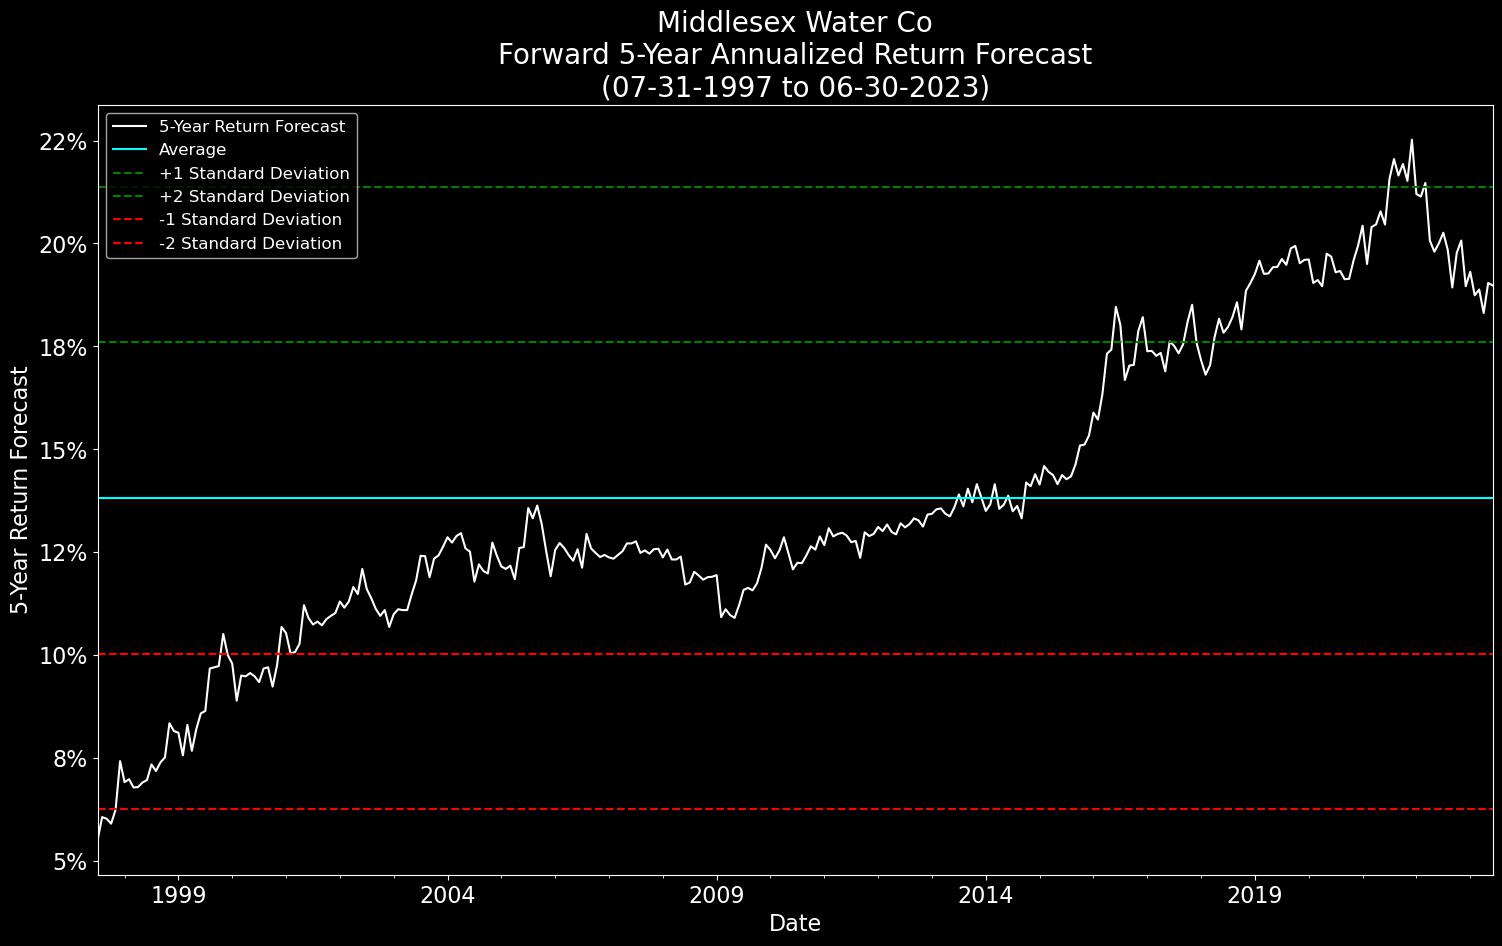 Middlesex Water Co
Forward 5-Year Annualized Return Forecast
(07-31-1997 to 06-30-2023)
5-Year Return Forecast
Average
+1 Standard Deviation
+2 Standard Deviation
-1 Standard Deviation
-2 Standard Deviation
22%
20%
18%
15%
12%
10%
8%
5%
5-Year Return Forecast
1999
2004
2009
2014
2019
Date